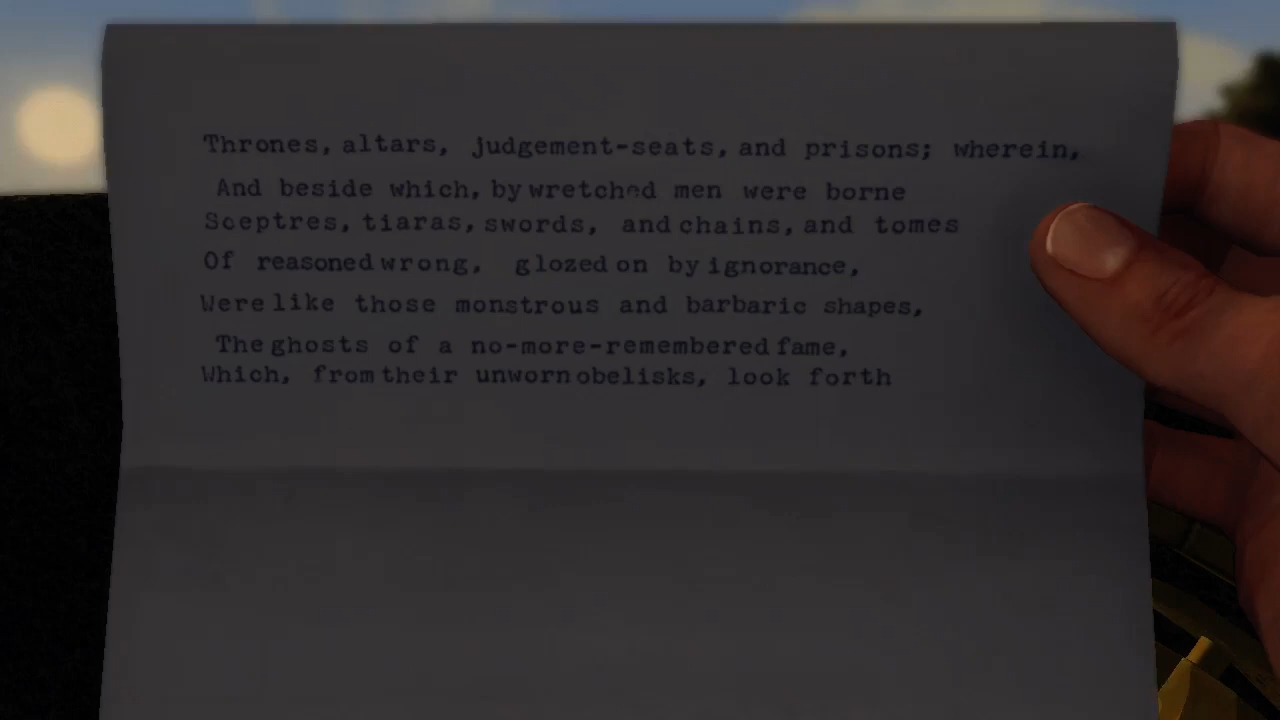 Thrones, altars, judgement-seats, and prisons; wherein,
And beside which, by wretched men were borne
Sceptres, tiaras, swords, and chains, and tomes
Of reasoned wrong, glozed on by ignorance,
Were like those monstrous and barbaric shapes,
The ghosts of a no-more-remembered fame,
Which, from their unworn obelisks, look forth